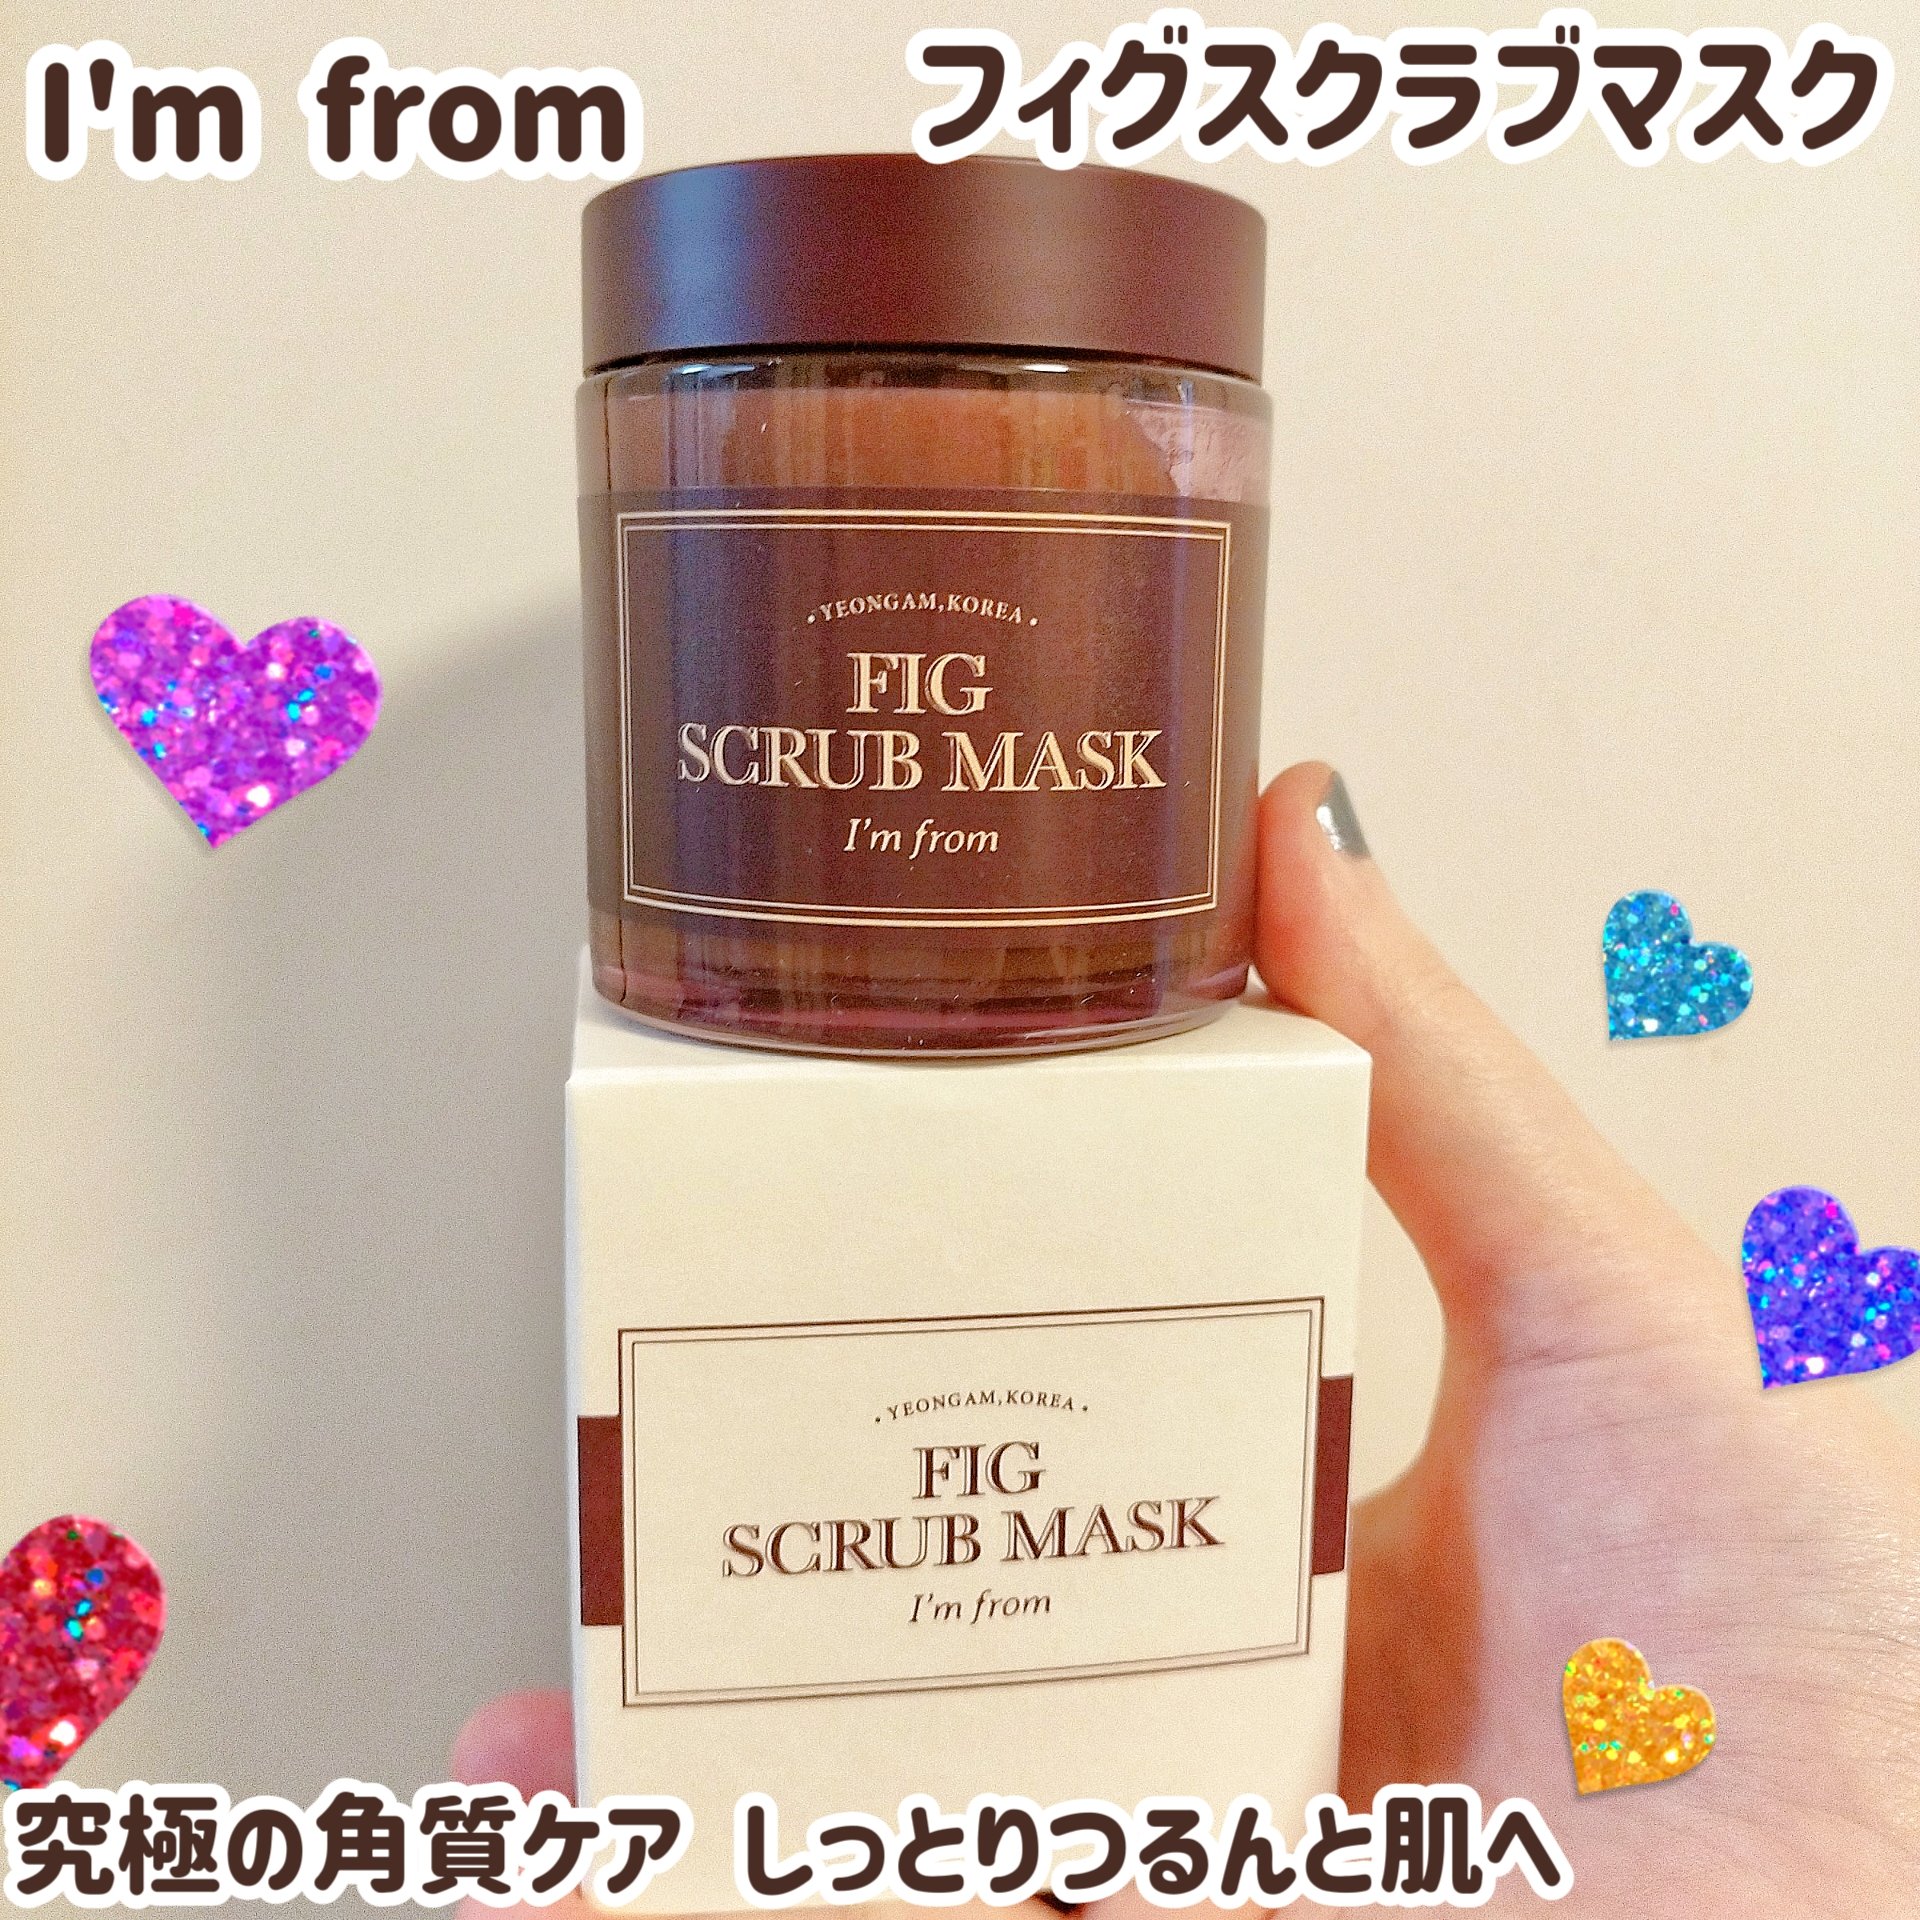 I'm from
フィグスクラブマスク
• YEONGAM,KOREA •
FIG
SCRUB MASK
I'm from
• YEONGAM,KOREA •
FIG
SCRUB MASK
I'm from
究極の角質ケア しっとりつるんと肌へ